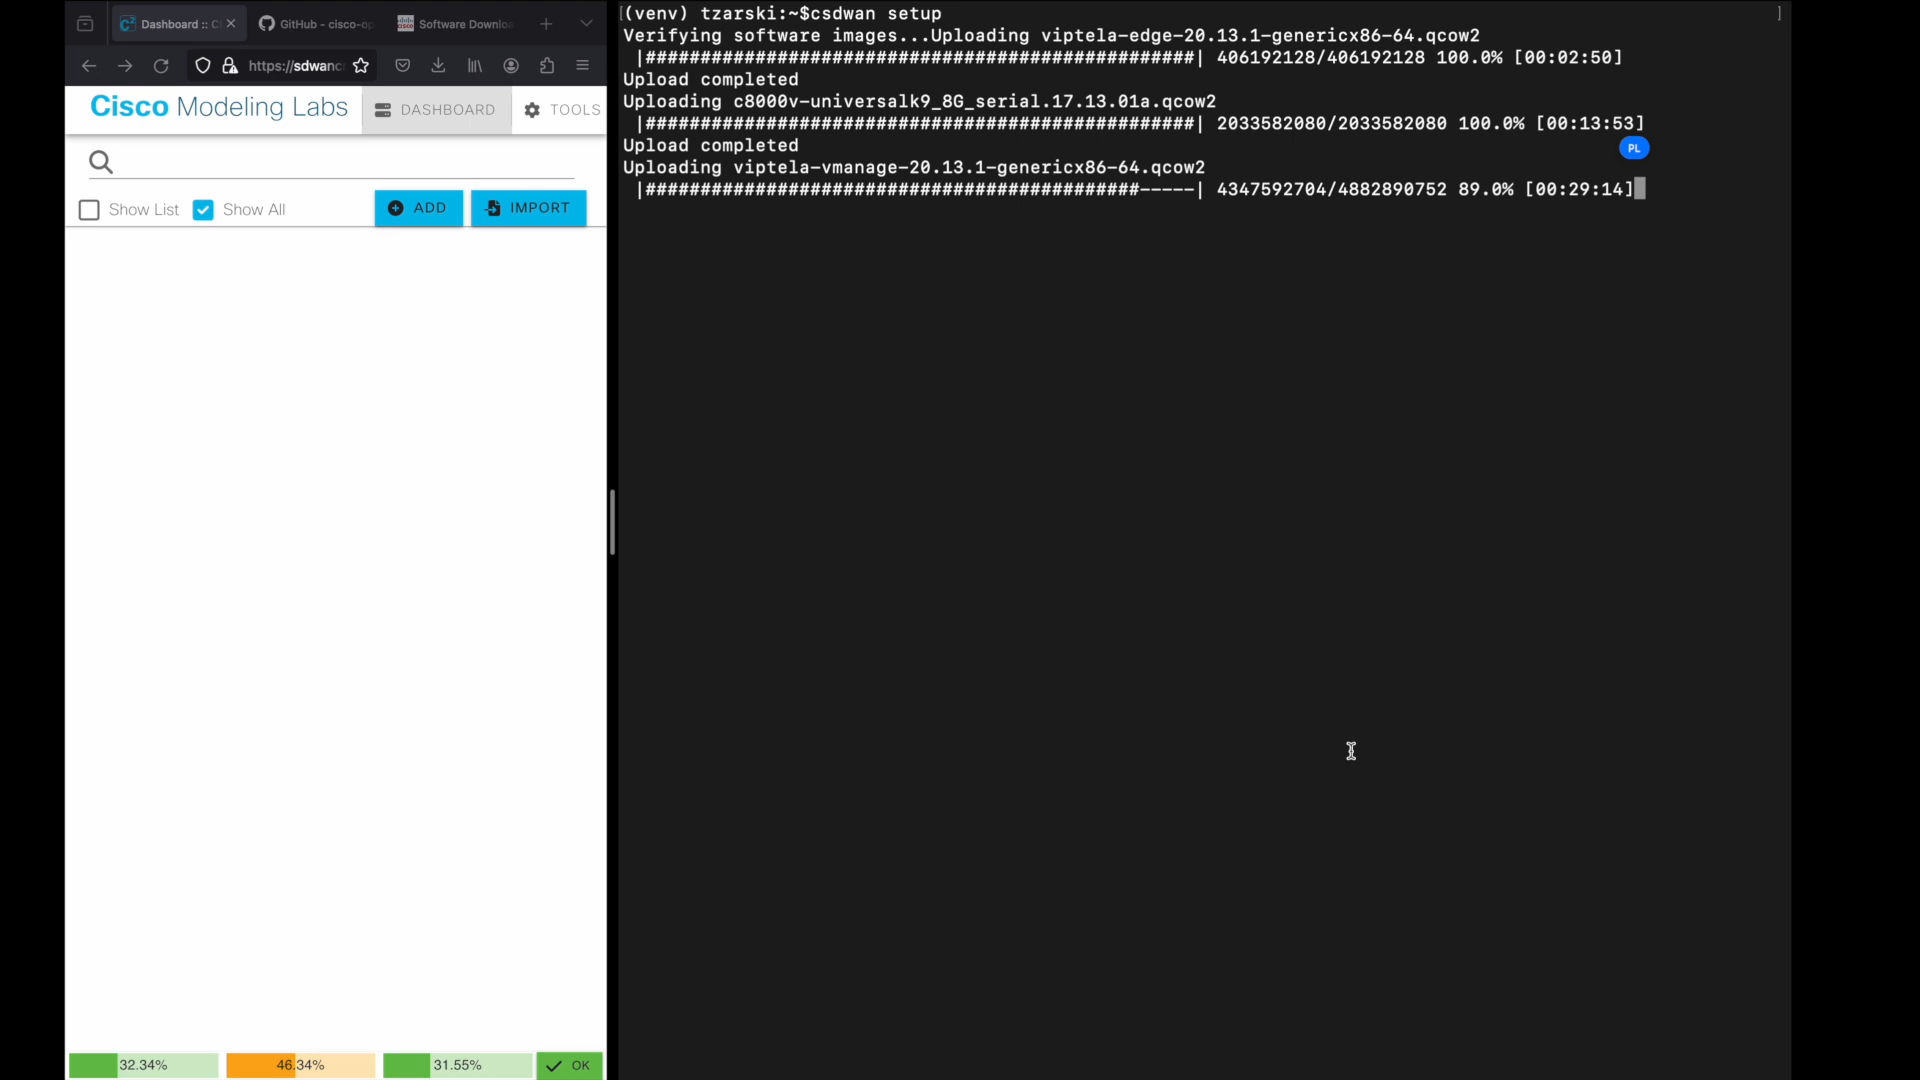 Dashboard :: C
GitHub - cisco-op
Software Downlo
https://sdwanc
Cisco Modeling Labs
DASHBOARD
TOOLS
Show List
Show All
ADD
IMPORT
32.34%
46.34%
31.55%
OK
[(venv) tzarski:~$csdwan setup ]
Verifying software images...Uploading viptela-edge-20.13.1-genericx86-64.qcow2
|##################################################| 406192128/406192128 100.0% [00:02:50]
Upload completed
Uploading c8000v-universalk9_8G_serial.17.13.01a.qcow2
|##################################################| 2033582080/2033582080 100.0% [00:13:53]
Upload completed
PL
Uploading viptela-vmanage-20.13.1-genericx86-64.qcow2
|#############################################-----| 4347592704/4882890752 89.0% [00:29:14]